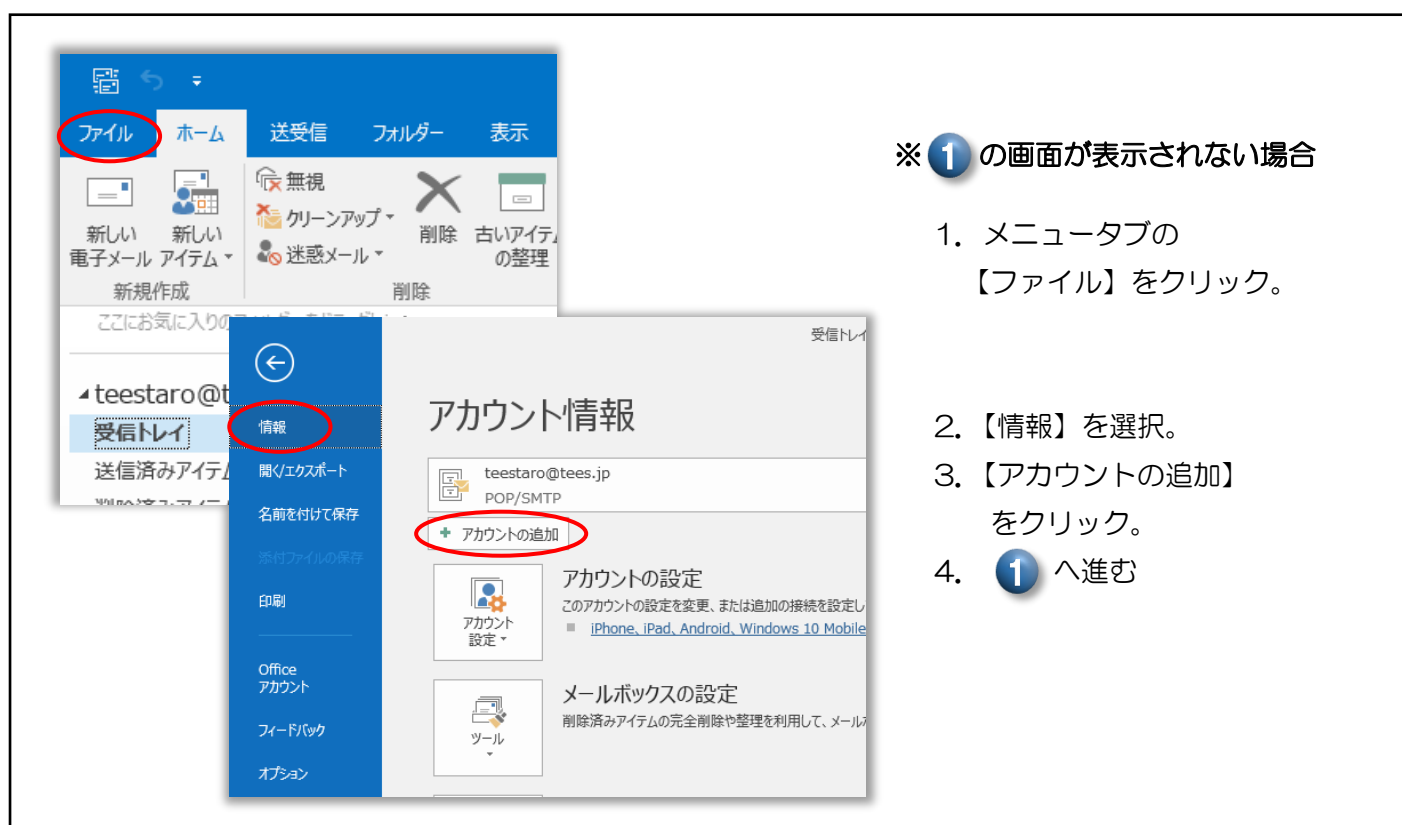 ファイル ホーム 送受信 フォルダー 表示
新しい
電子メール
新しい
アイテム
無視
クリーンアップ
迷惑メール
削除
古いアイテ
の整理
新規作成
削除
ここにお気に入りの
teestaro@t
受信トレイ
送信済みアイテム
受信トレイ
情報
開く/エクスポート
名前を付けて保存
添付ファイルの保存
印刷
Office
アカウント
フィードバック
オプション
アカウント情報
teestaro@tees.jp
POP/SMTP
アカウントの追加
アカウント
設定
アカウントの設定
このアカウントの設定を変更、または追加の接続を設定し
iPhone、iPad、Android、Windows 10 Mobile
ツール
メールボックスの設定
削除済みアイテムの完全削除や整理を利用して、メール
※1の画面が表示されない場合
1. メニュータブの
【ファイル】をクリック。
2.【情報】を選択。
3.【アカウントの追加】
をクリック。
4. 1 へ進む